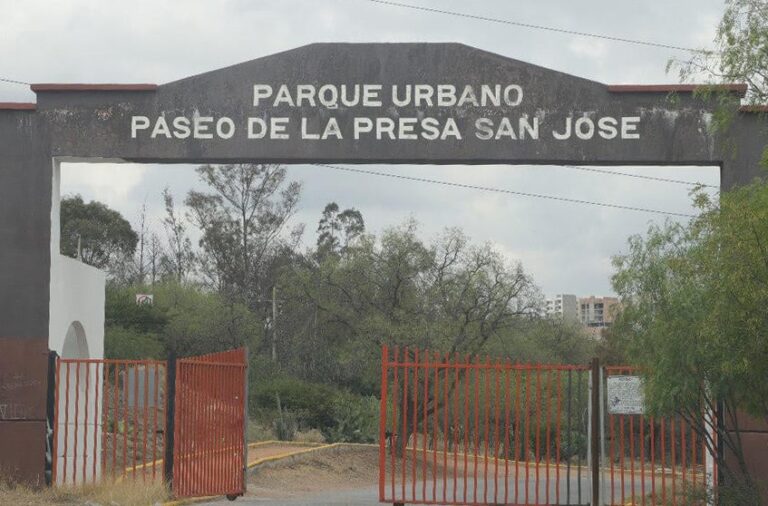 PARQUE URBANO
PASEO DE LA PRESA SAN JOSE